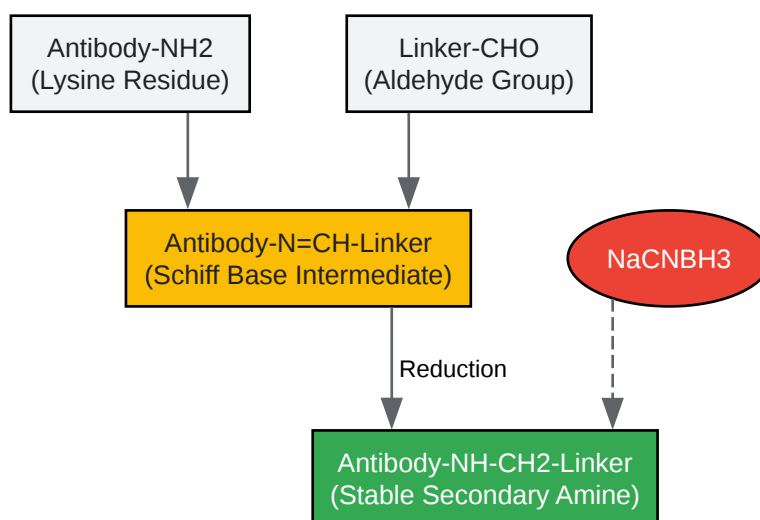 Antibody-NH2
(Lysine Residue)
Linker-CHO
(Aldehyde Group)
Antibody-N=CH-Linker
(Schiff Base Intermediate)
NaCNBH3
Reduction
Antibody-NH-CH2-Linker
(Stable Secondary Amine)